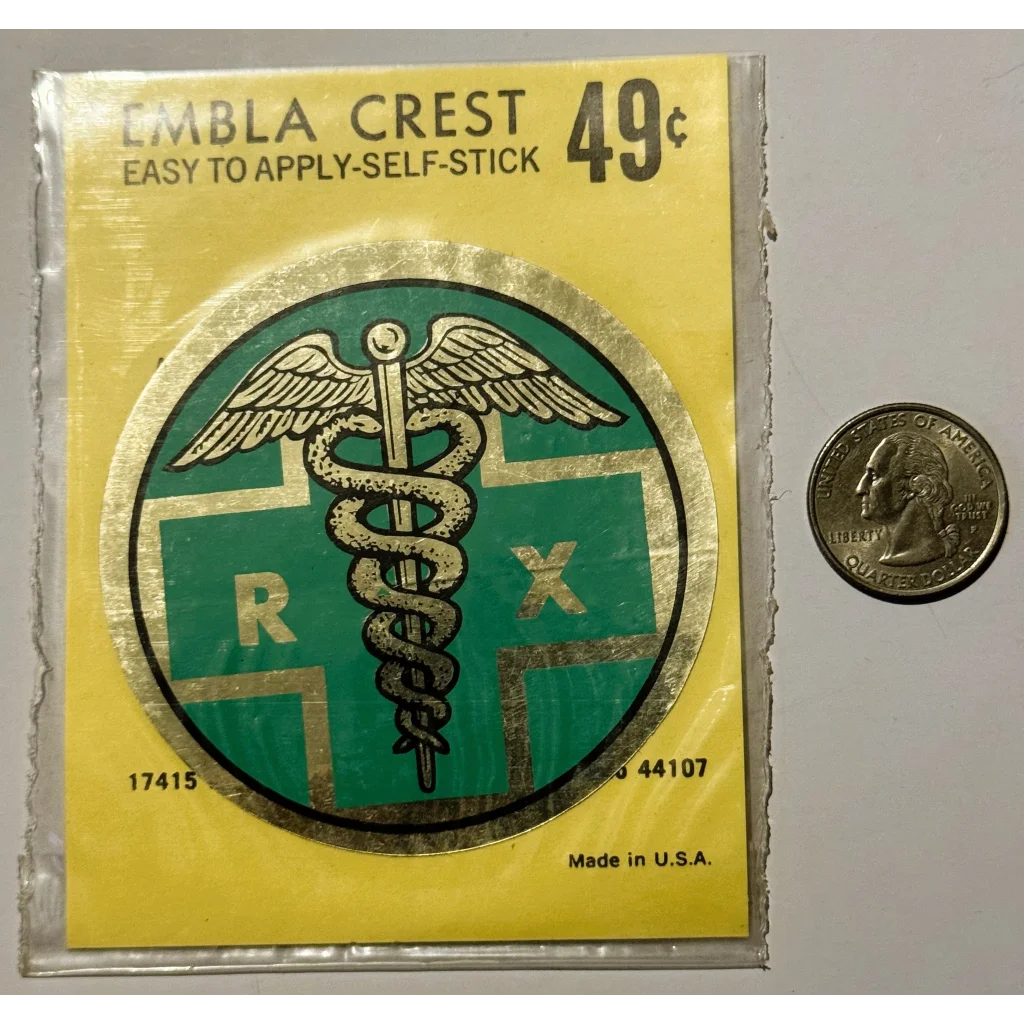 EMBLA CREST
49¢
EASY TO APPLY-SELF-STICK
R X
17415
44107
Made in U.S.A.
UNITED STATES OF AMERICA
IN
GOD WE
TRUST
P
LIBERTY
QUARTER DOLLAR